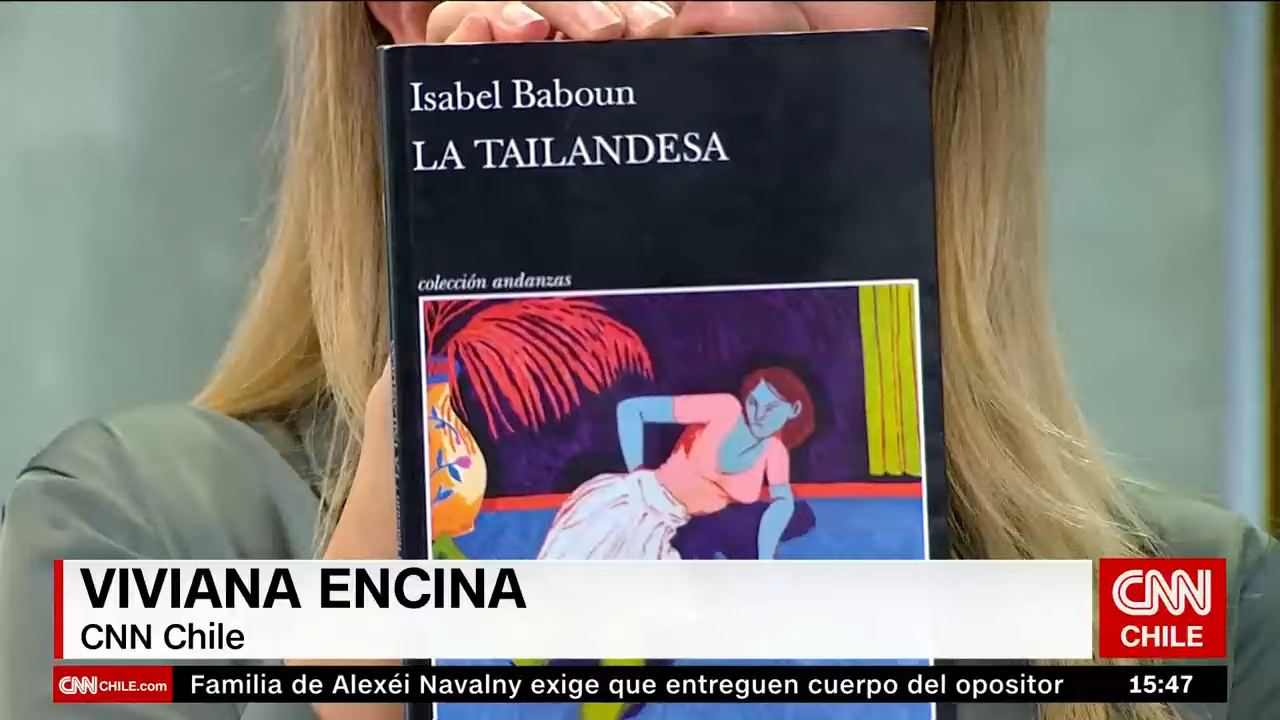 Isabel Baboun
LA TAILANDESA
colección andanzas
VIVIANA ENCINA
CNN Chile
CNN
CHILE
CNNCHILE.com
Familia de Alexéi Navalny exige que entreguen cuerpo del opositor
15:47